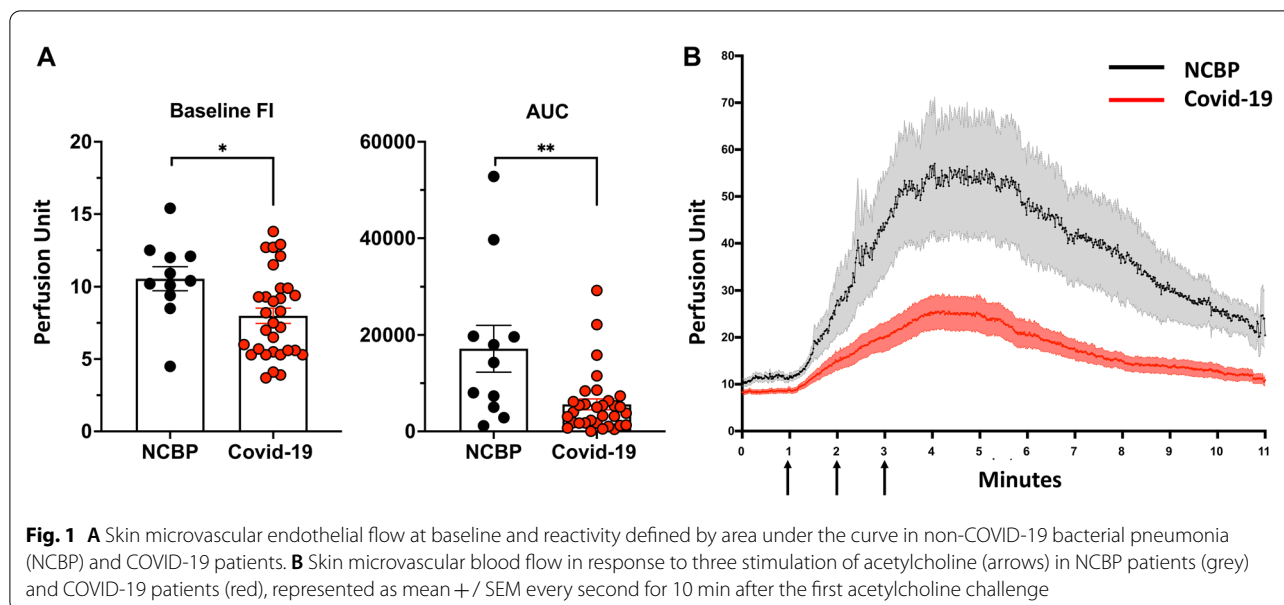 A
Baseline FI
AUC
20
15
10
5
0
Perfusion Unit
*
NCBP
Covid-19
60000
40000
20000
0
**
NCBP
Covid-19
B
80
70
60
50
40
30
20
10
0
Perfusion Unit
NCBP
Covid-19
0 1 2 3 4 5 6 7 8 9 10 11
Minutes
Fig. 1 A Skin microvascular endothelial flow at baseline and reactivity defined by area under the curve in non-COVID-19 bacterial pneumonia
(NCBP) and COVID-19 patients. B Skin microvascular blood flow in response to three stimulation of acetylcholine (arrows) in NCBP patients (grey)
and COVID-19 patients (red), represented as mean +/ SEM every second for 10 min after the first acetylcholine challenge